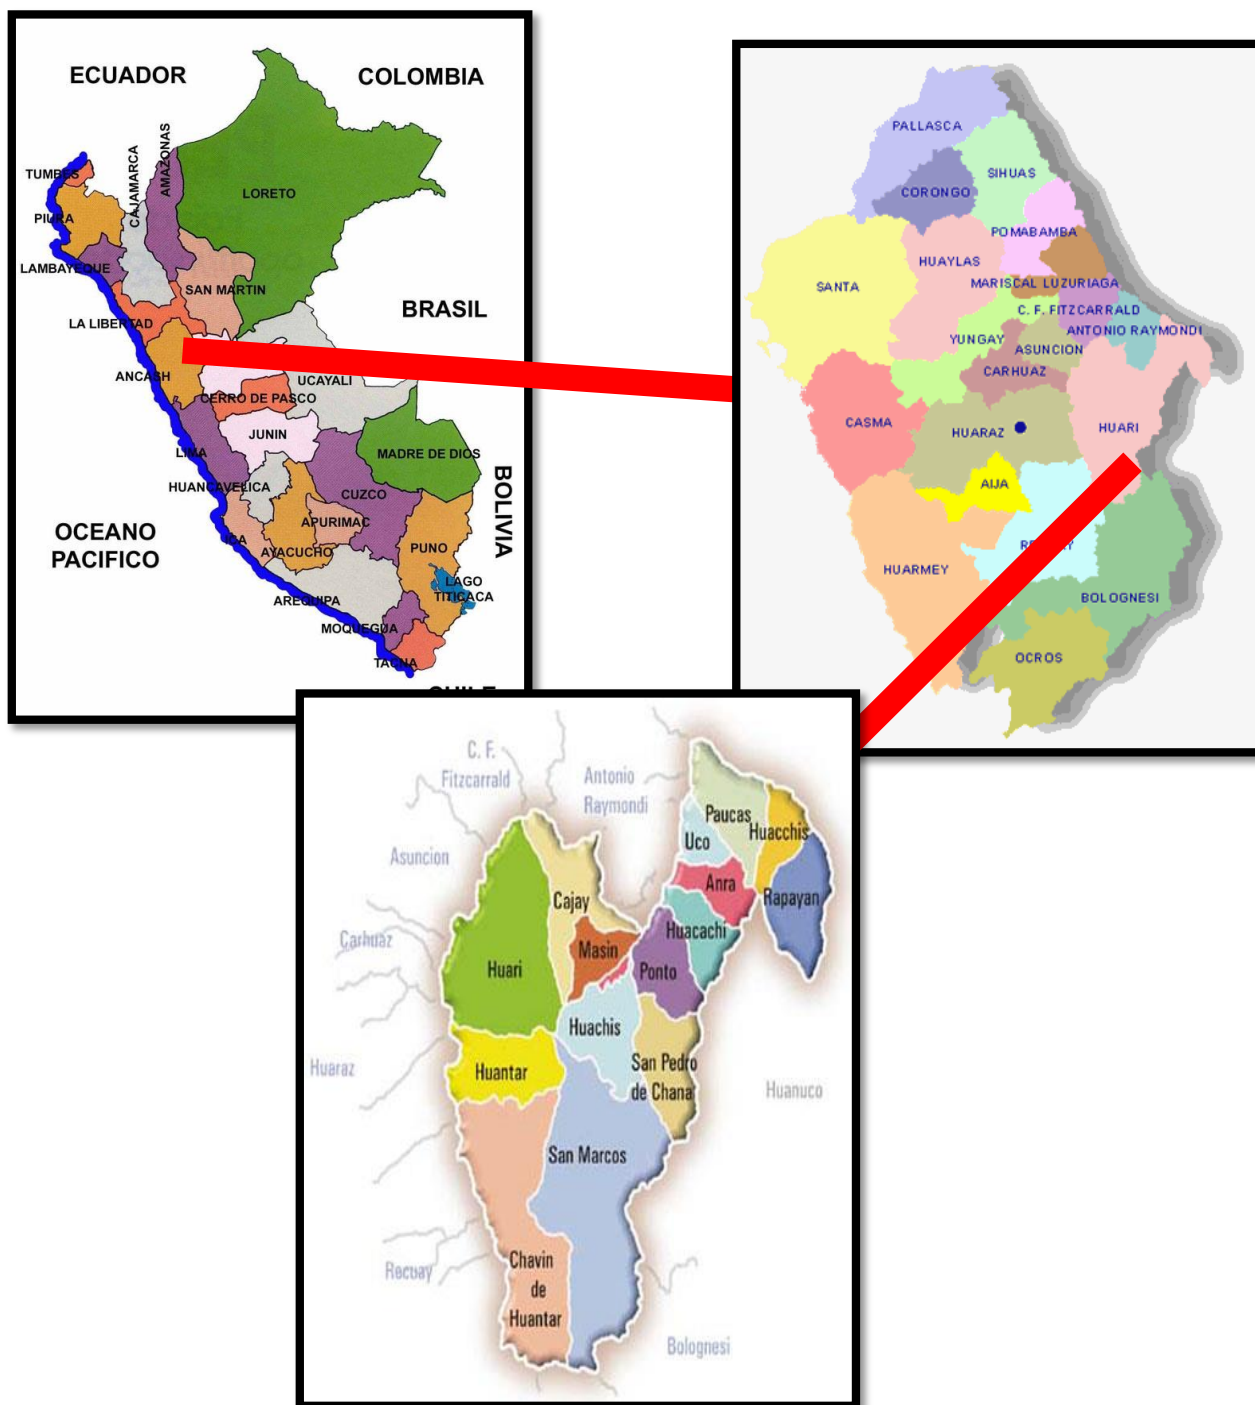 ECUADOR
COLOMBIA
TUMBES
PIURA
CAJAMARCA
AMAZONAS
LORETO
LAMBAYEQUE
SAN MARTIN
BRASIL
LA LIBERTAD
ANCASH
UCAYALI
CERRO DE PASCO
JUNIN
LIMA
MADRE DE DIOS
HUANCAVELICA
CUZCO
BOLIVIA
OCEANO
PACIFICO
APURIMAC
ICA
AYACUCHO
PUNO
LAGO
TITICACA
AREQUIPA
MOQUEGUA
TACNA
CHILE
PALLASCA
SIHUAS
CORONGO
POMABAMBA
HUAYLAS
SANTA
MARISCAL LUZURIAGA
C. F. FITZCARRALD
ANTONIO RAYMONDI
YUNGAY
ASUNCION
CARHUAZ
CASMA
HUARAZ
HUARI
AIJA
HUARMEY
BOLOGNESI
OCROS
C. F.
Fitzcarrald
Antonio
Raymondi
Paucas
Huacchis
Uco
Asuncion
Anra
Rapayan
Cajay
Huacachi
Carhuaz
Masin
Huari
Ponto
Huachis
Huaraz
Huantar
San Pedro
de Chana
Huanuco
San Marcos
Recuay
Chavin
de
Huantar
Bolognesi